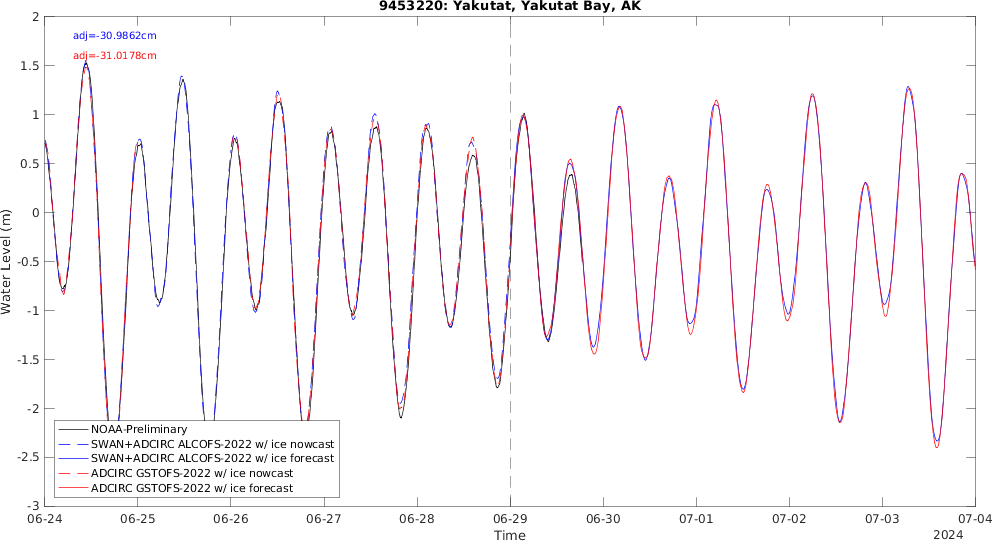 9453220: Yakutat, Yakutat Bay, AK
adj=-30.9862cm
adj=-31.0178cm
2
1.5
1
0.5
0
-0.5
-1
-1.5
-2
-2.5
-3
Water Level (m)
NOAA-Preliminary
SWAN+ADCIRC ALCOFS-2022 w/ ice nowcast
SWAN+ADCIRC ALCOFS-2022 w/ ice forecast
ADCIRC GSTOFS-2022 w/ ice nowcast
ADCIRC GSTOFS-2022 w/ ice forecast
06-24 06-25 06-26 06-27 06-28 06-29 06-30 07-01 07-02 07-03 07-04
Time
2024